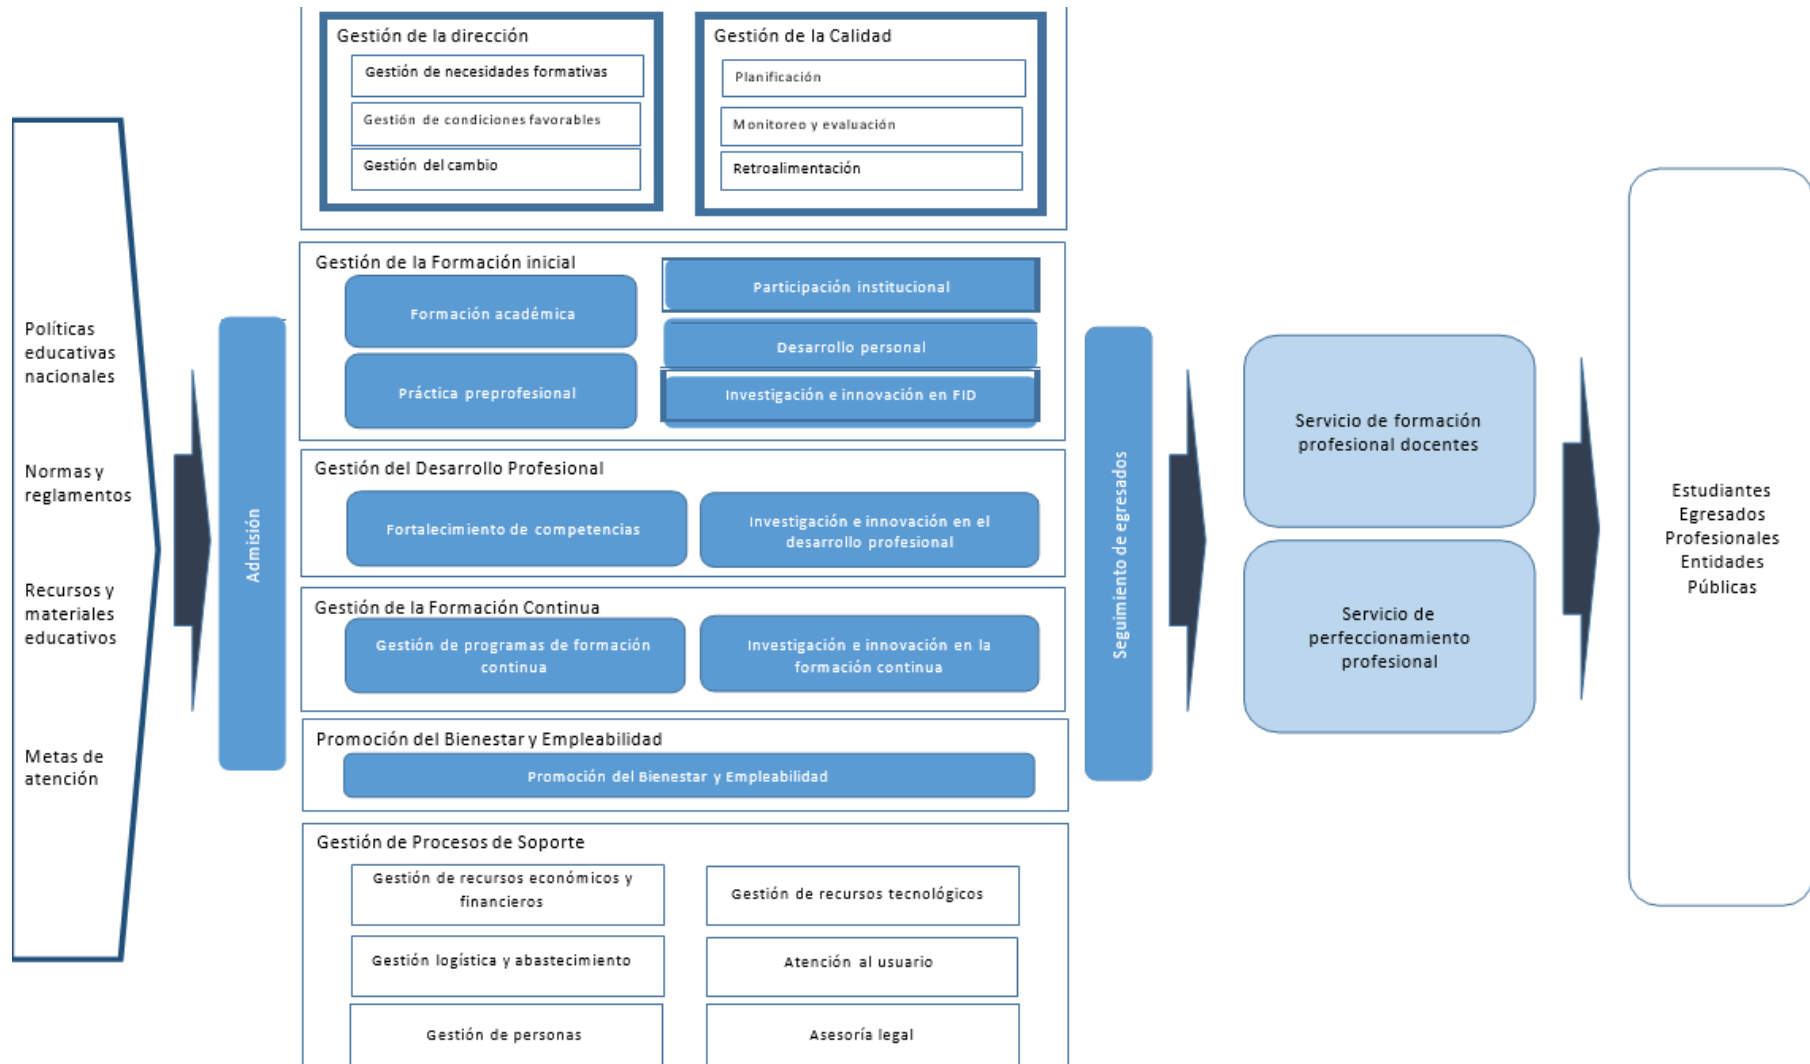 Políticas
educativas
nacionales
Normas y
reglamentos
Recursos y
materiales
educativos
Metas de
atención
Admisión
Gestión de la dirección
Gestión de necesidades formativas
Gestión de condiciones favorables
Gestión del cambio
Gestión de la Calidad
Planificación
Monitoreo y evaluación
Retroalimentación
Gestión de la Formación inicial
Formación académica
Práctica preprofesional
Participación institucional
Desarrollo personal
Investigación e innovación en FID
Gestión del Desarrollo Profesional
Fortalecimiento de competencias
Investigación e innovación en el
desarrollo profesional
Gestión de la Formación Continua
Gestión de programas de formación
continua
Investigación e innovación en la
formación continua
Promoción del Bienestar y Empleabilidad
Promoción del Bienestar y Empleabilidad
Gestión de Procesos de Soporte
Gestión de recursos económicos y
financieros
Gestión de recursos tecnológicos
Gestión logística y abastecimiento
Atención al usuario
Gestión de personas
Asesoría legal
Seguimiento de egresados
Servicio de formación
profesional docentes
Servicio de
perfeccionamiento
profesional
Estudiantes
Egresados
Profesionales
Entidades
Públicas